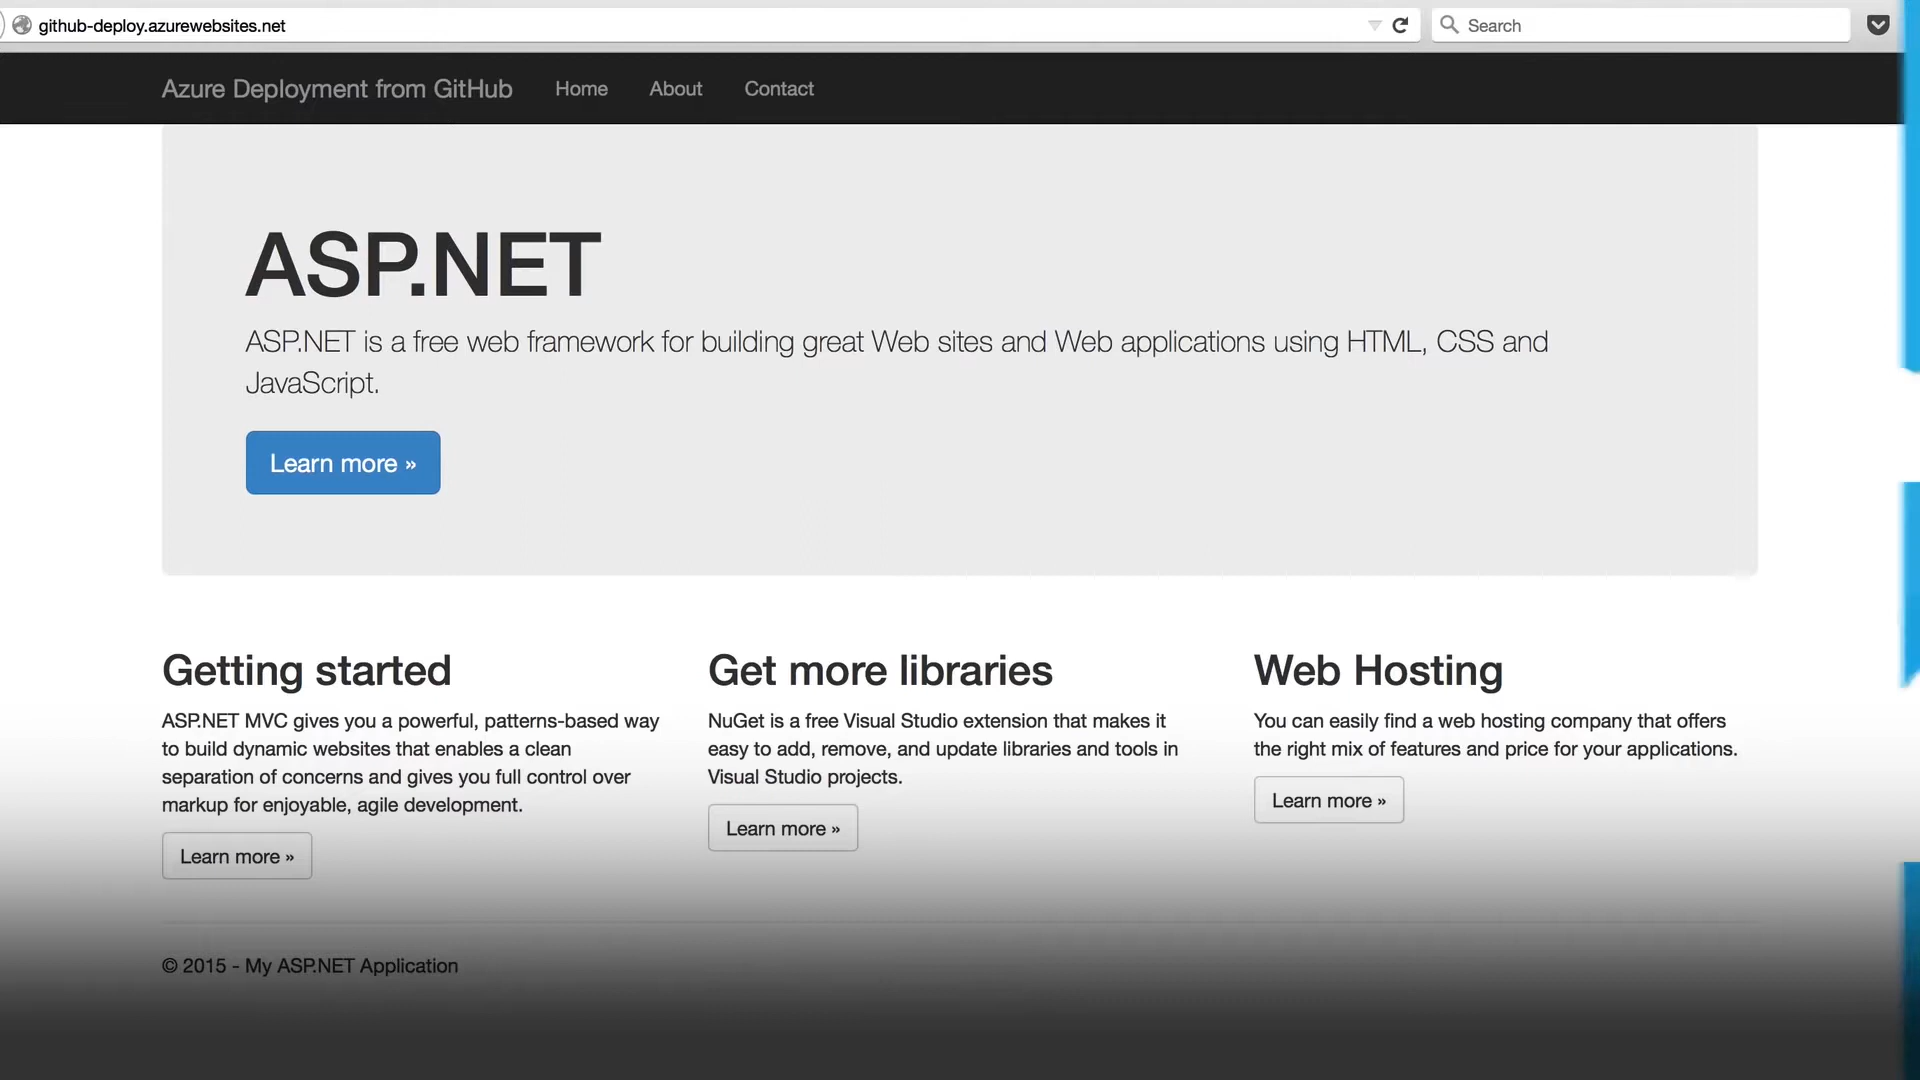 github-deploy.azurewebsites.net
Search
Azure Deployment from GitHub
Home
About
Contact
ASP.NET
ASP.NET is a free web framework for building great Web sites and Web applications using HTML, CSS and
JavaScript.
Learn more »
Getting started
ASP.NET MVC gives you a powerful, patterns-based way
to build dynamic websites that enables a clean
separation of concerns and gives you full control over
markup for enjoyable, agile development.
Learn more »
Get more libraries
NuGet is a free Visual Studio extension that makes it
easy to add, remove, and update libraries and tools in
Visual Studio projects.
Learn more »
Web Hosting
You can easily find a web hosting company that offers
the right mix of features and price for your applications.
Learn more »
© 2015 - My ASP.NET Application